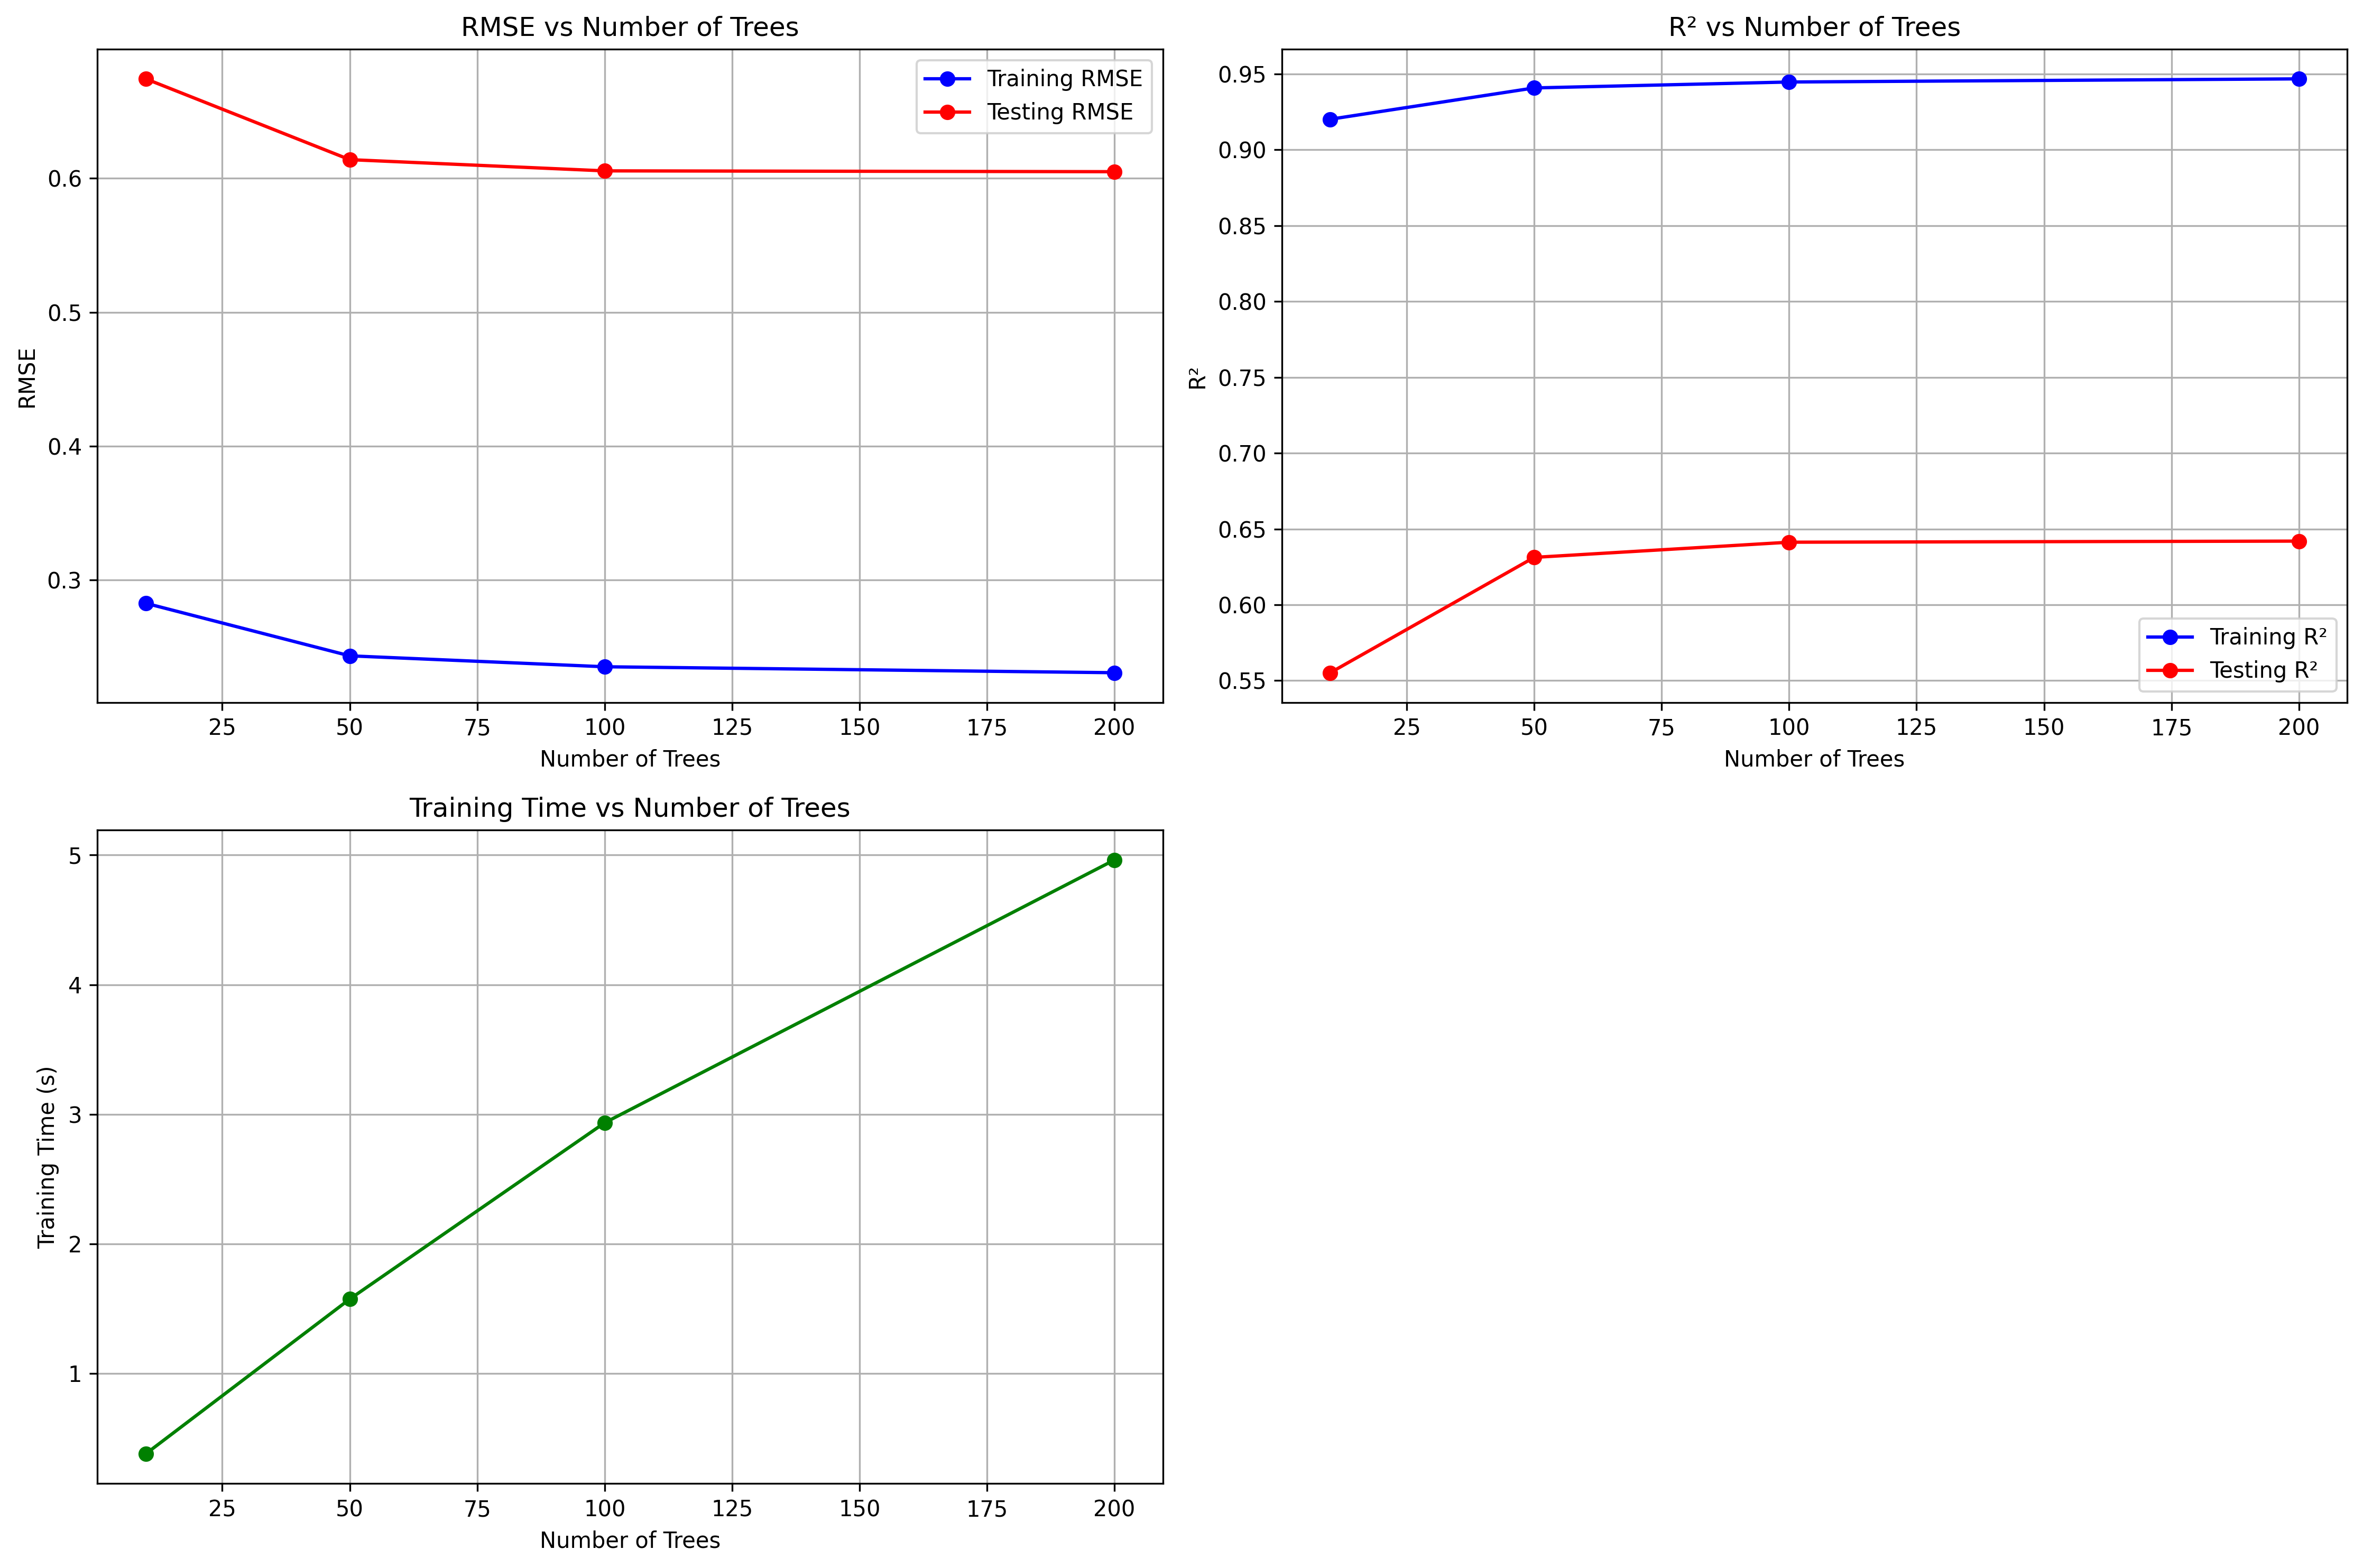 RMSE vs Number of Trees
RMSE
0.6
0.5
0.4
0.3
Training RMSE
Testing RMSE
25 50 75 100 125 150 175 200
Number of Trees
R² vs Number of Trees
R²
0.95
0.90
0.85
0.80
0.75
0.70
0.65
0.60
0.55
Training R²
Testing R²
25 50 75 100 125 150 175 200
Number of Trees
Training Time vs Number of Trees
Training Time (s)
5
4
3
2
1
25 50 75 100 125 150 175 200
Number of Trees